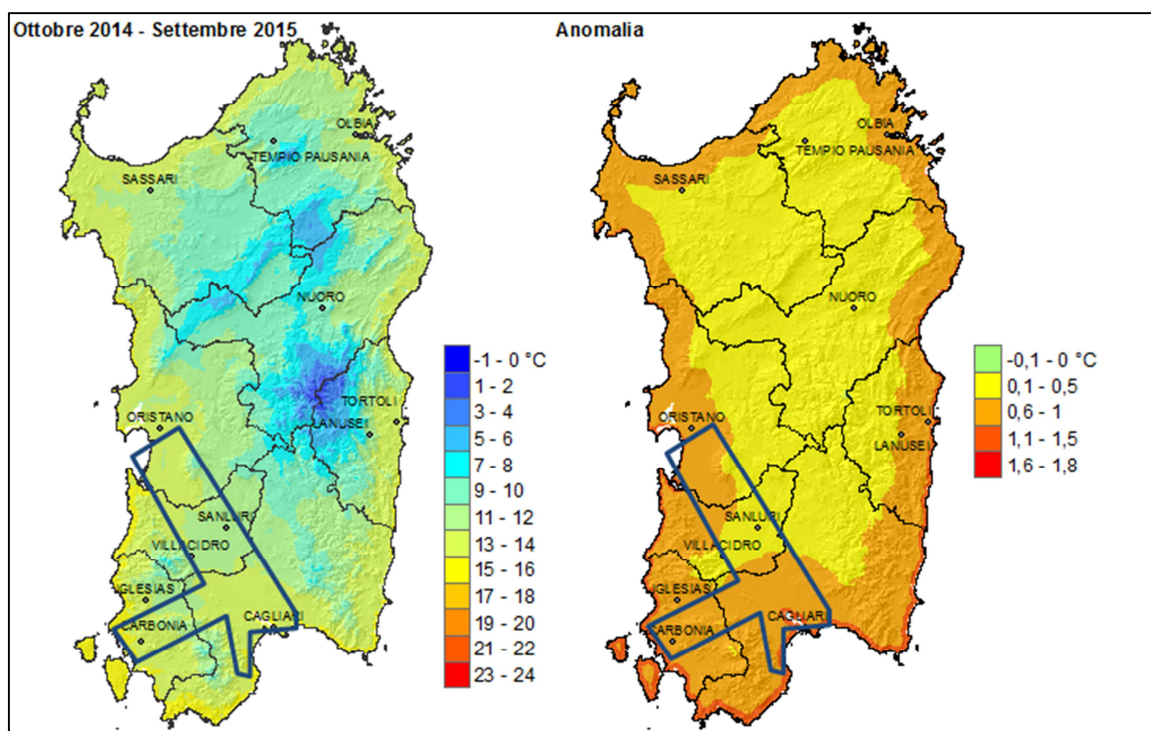 Ottobre 2014 - Settembre 2015
OLBIA
TEMPIO PAUSANIA
SASSARI
NUORO
TORTOLI
ORISTANO
LANUSEI
SANLURI
VILLACIDRO
IGLESIAS
CAGLIARI
CARBONIA
-1 - 0 °C
1 - 2
3 - 4
5 - 6
7 - 8
9 - 10
11 - 12
13 - 14
15 - 16
17 - 18
19 - 20
21 - 22
23 - 24
Anomalia
OLBIA
TEMPIO PAUSANIA
SASSARI
NUORO
TORTOLI
ORISTANO
LANUSEI
SANLURI
VILLACIDRO
IGLESIAS
CAGLIARI
CARBONIA
-0,1 - 0 °C
0,1 - 0,5
0,6 - 1
1,1 - 1,5
1,6 - 1,8